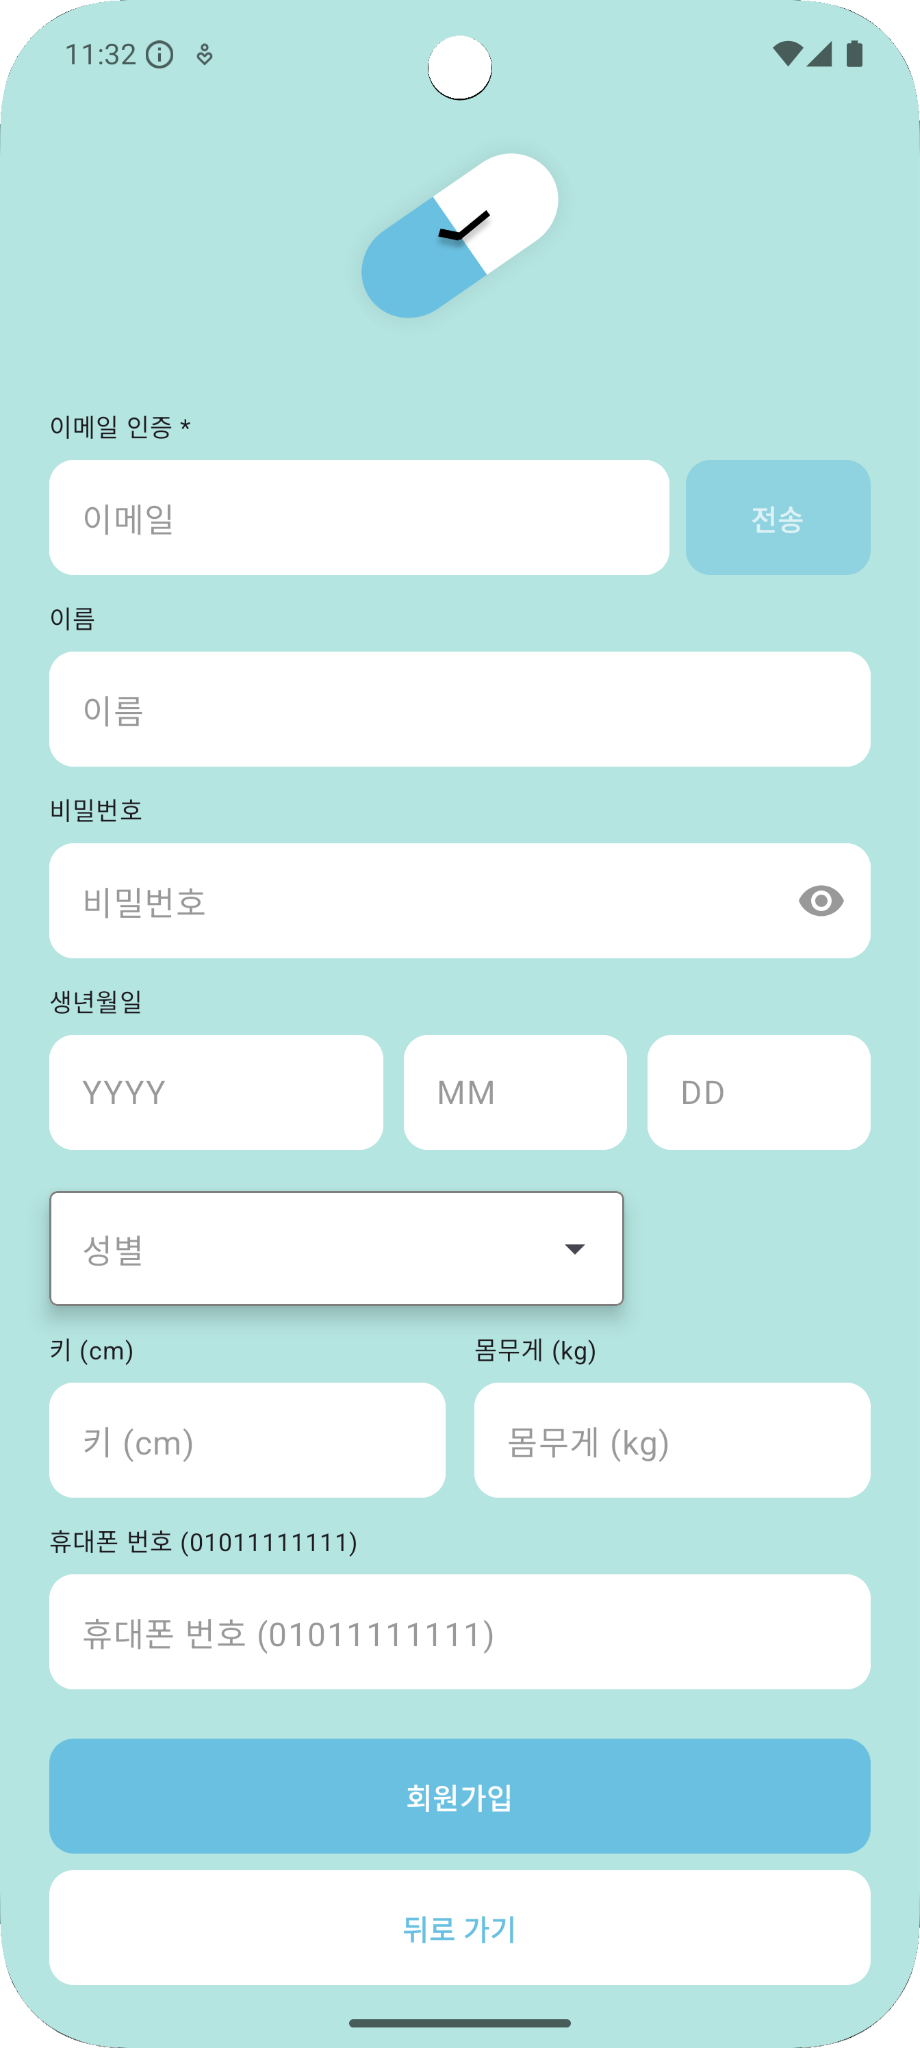 11:32
이메일 인증 *
이메일 전송
이름
이름
비밀번호
비밀번호
생년월일
YYYY MM DD
성별
키 (cm) 몸무게 (kg)
키 (cm) 몸무게 (kg)
휴대폰 번호 (01011111111)
휴대폰 번호 (01011111111)
회원가입
뒤로 가기